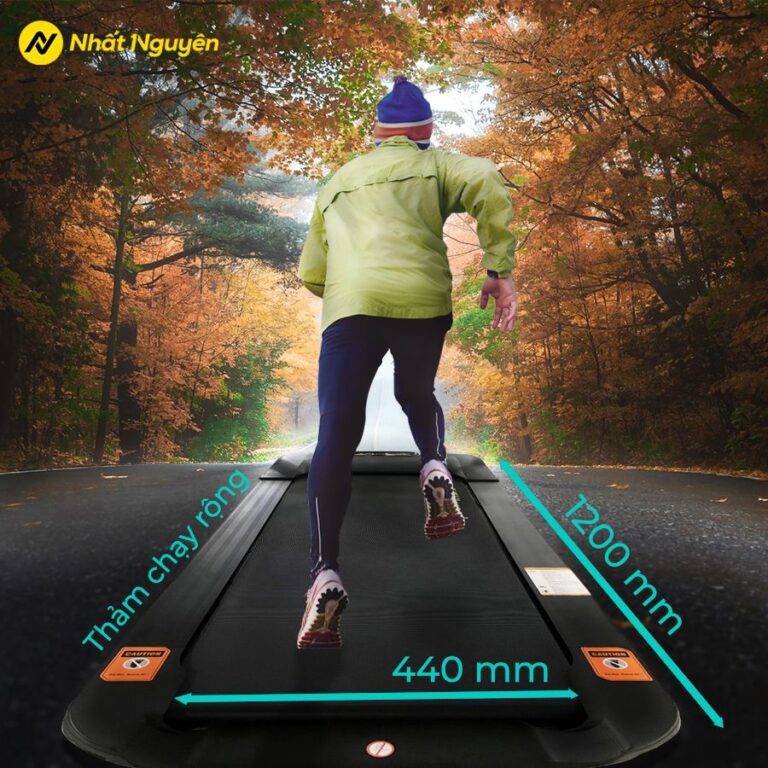 Nhất Nguyên
Thảm chạy rộng
1200 mm
440 mm
CAUTION
CAUTION